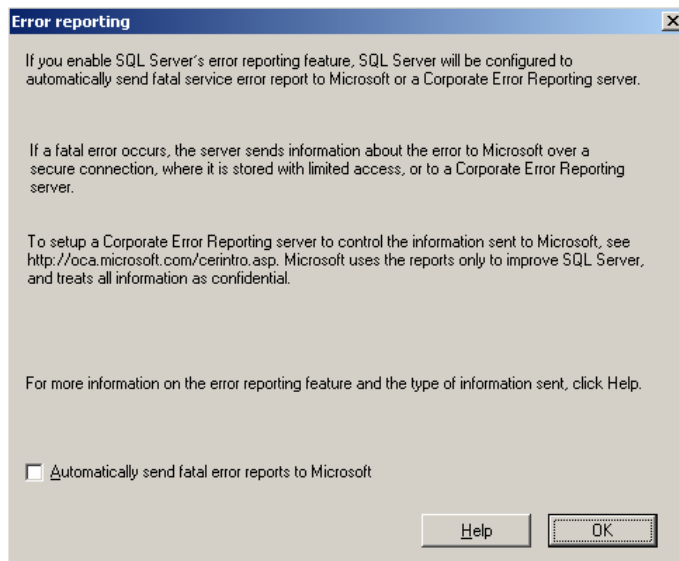 Error reporting
If you enable SQL Server's error reporting feature, SQL Server will be configured to
automatically send fatal service error report to Microsoft or a Corporate Error Reporting server.
If a fatal error occurs, the server sends information about the error to Microsoft over a
secure connection, where it is stored with limited access, or to a Corporate Error Reporting
server.
To setup a Corporate Error Reporting server to control the information sent to Microsoft, see
http://oca.microsoft.com/cerintro.asp. Microsoft uses the reports only to improve SQL Server,
and treats all information as confidential.
For more information on the error reporting feature and the type of information sent, click Help.
Automatically send fatal error reports to Microsoft
Help OK